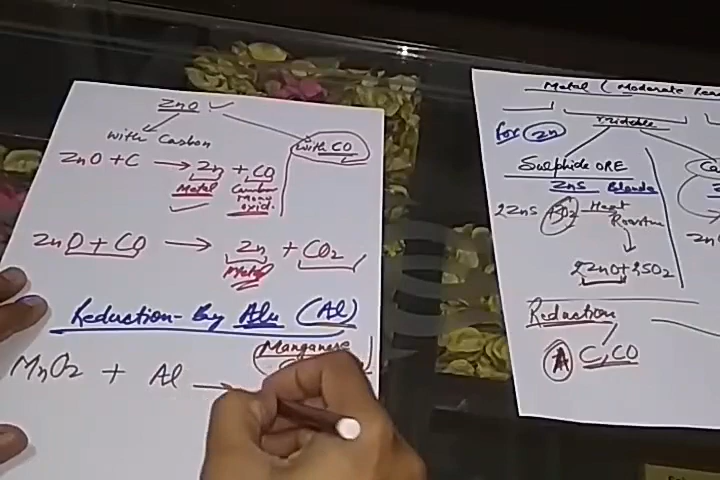 ZnO
with Carbon
with CO
ZnO + C → Zn + CO
Metal Carbon
Mono
oxid.
ZnO + CO → Zn + CO2
Metal
Reduction- By Alu (Al)
Manganese
MnO2 + Al →
Metal (Moderate
For Zn
middle
Sulphide ORE
ZnS Blende
2ZnS +3O2 Heat
2ZnO+2SO2
Reduction
A C, CO